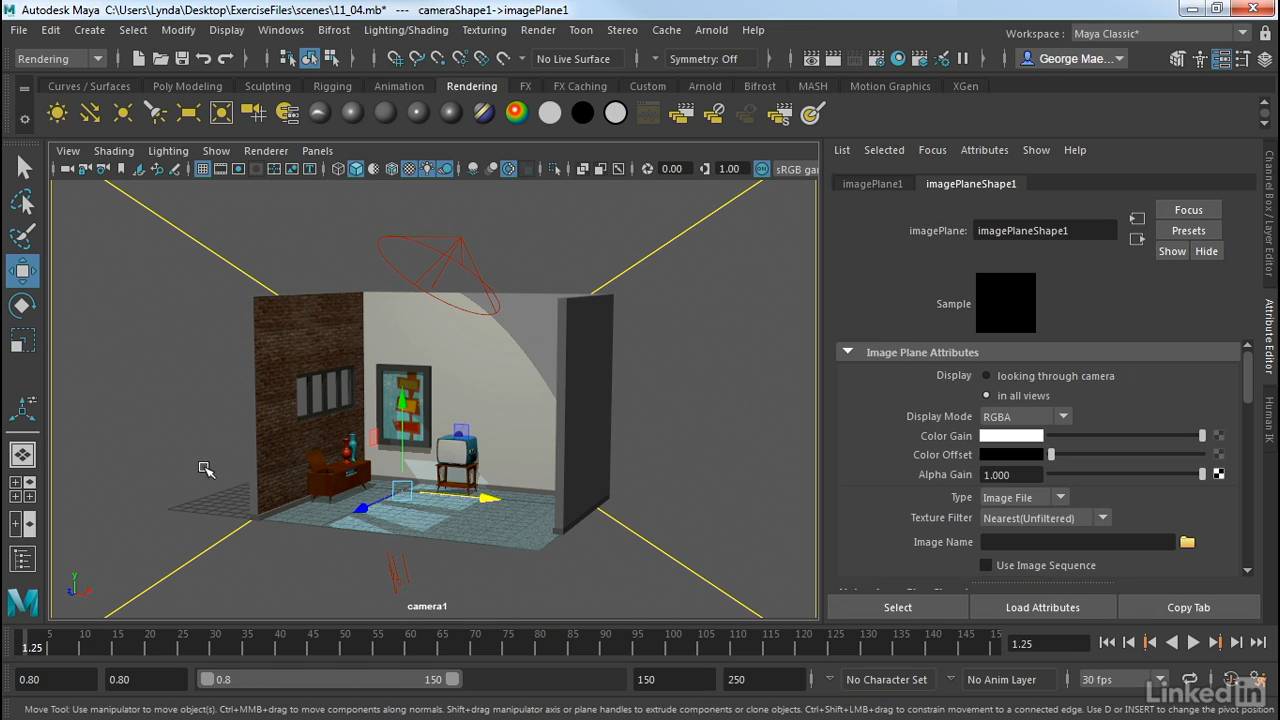 Autodesk Maya C:\Users\Lynda\Desktop\ExerciseFiles\scenes\11_04.mb* --- cameraShape1->imagePlane1
File Edit Create Select Modify Display Windows Bifrost Lighting/Shading Texturing Render Toon Stereo Cache Arnold Help
Workspace : Maya Classic*
Rendering
No Live Surface
Symmetry: Off
George Mae...
Curves / Surfaces Poly Modeling Sculpting Rigging Animation Rendering FX FX Caching Custom Arnold Bifrost MASH Motion Graphics XGen
View Shading Lighting Show Renderer Panels
0.00 1.00 sRGB gar
camera1
List Selected Focus Attributes Show Help
imagePlane1 imagePlaneShape1
imagePlane: imagePlaneShape1
Focus
Presets
Show Hide
Sample
Image Plane Attributes
Display looking through camera
in all views
Display Mode RGBA
Color Gain
Color Offset
Alpha Gain 1.000
Type Image File
Texture Filter Nearest(Unfiltered)
Image Name
Use Image Sequence
Select Load Attributes Copy Tab
Channel Box / Layer Editor
Attribute Editor
Human IK
5 10 15 20 25 30 35 40 45 50 55 60 65 70 75 80 85 90 95 100 105 110 115 120 125 130 135 140 145 15
1.25
1.25
0.80 0.80 0.8 150 150 250 No Character Set No Anim Layer 30 fps
LinkedIn
Move Tool: Use manipulator to move object(s). Ctrl+MMB+drag to move components along normals. Shift+drag manipulator axis or plane handles to extrude components or clone objects. Ctrl+Shift+LMB+drag to constrain movement to a connected edge. Use D or INSERT to change the pivot position